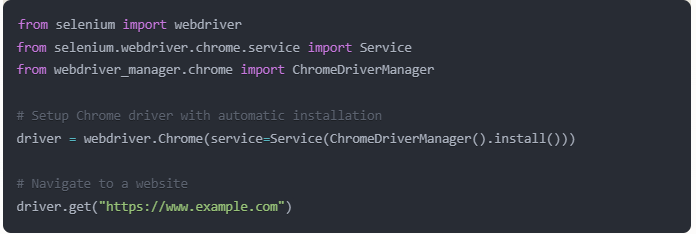 from selenium import webdriver
from selenium.webdriver.chrome.service import Service
from webdriver_manager.chrome import ChromeDriverManager
# Setup Chrome driver with automatic installation
driver = webdriver.Chrome(service=Service(ChromeDriverManager().install()))
# Navigate to a website
driver.get("https://www.example.com")